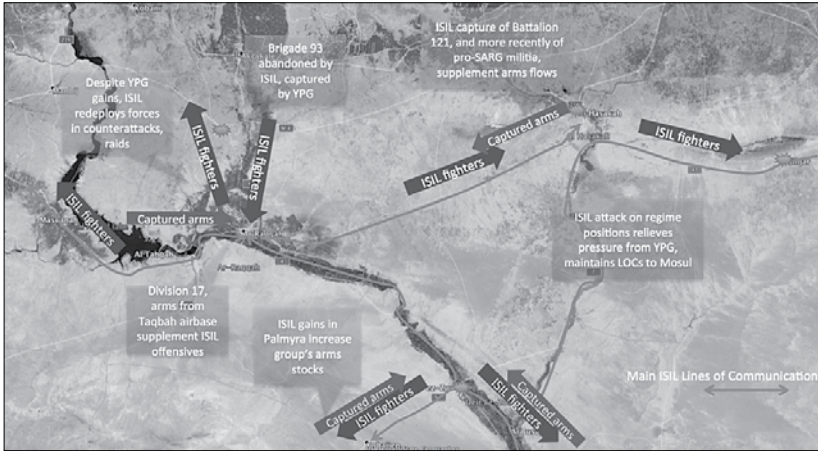 Kobani
Despite YPG
gains, ISIL
redeploys forces
in counterattacks,
raids
Brigade 93
abandoned by
ISIL, captured
by YPG
ISIL capture of Battalion
121, and more recently of
pro-SARG militia,
supplement arms flows
ISIL fighters
ISIL fighters
Captured arms
ISIL fighters
ISIL fighters
ISIL fighters
Captured arms
Al-Tabqah
Ar-Raqqah
ISIL attack on regime
positions relieves
pressure from YPG,
maintains LOCs to Mosul
Division 17,
arms from
Taqbah airbase
supplement ISIL
offensives
ISIL gains in
Palmyra increase
group's arms
stocks
Captured arms
ISIL fighters
Captured arms
ISIL fighters
Main ISIL Lines of Communication